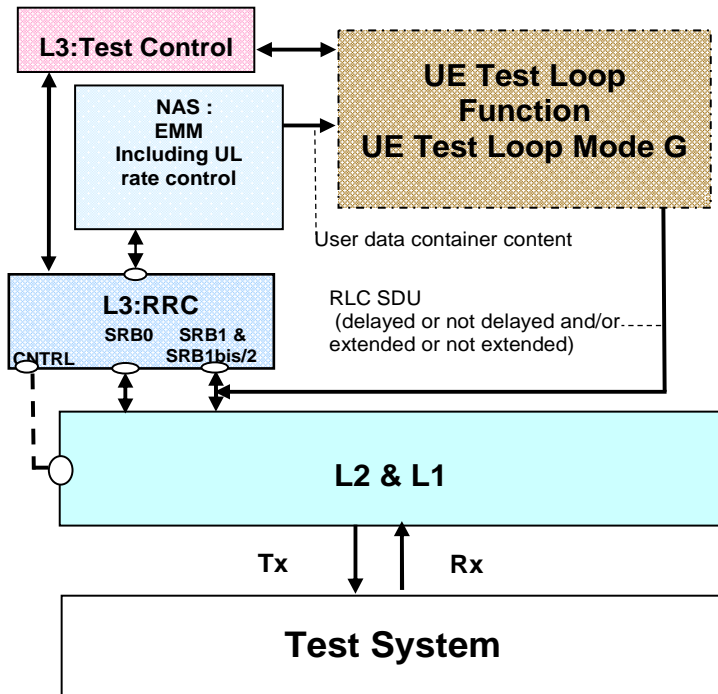 L3:Test Control
UE Test Loop
Function
UE Test Loop Mode G
NAS :
EMM
Including UL
rate control
User data container content
L3:RRC
SRB0
SRB1 &
SRB1bis/2
CNTRL
RLC SDU
(delayed or not delayed and/or
extended or not extended)
L2 & L1
Tx
Rx
Test System